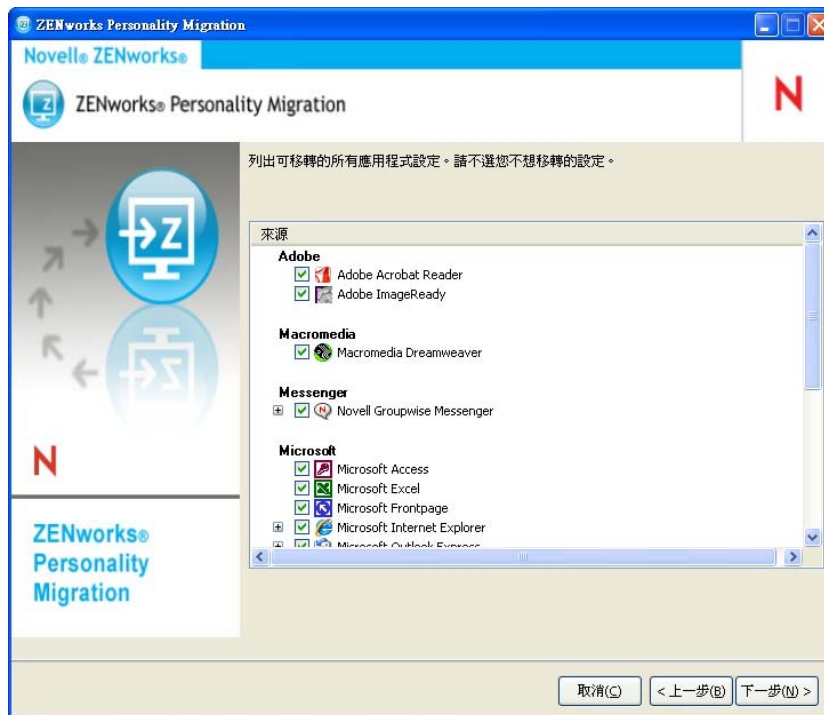 ZENworks Personality Migration
Novell® ZENworks®
ZENworks® Personality Migration
N
列出可移轉的所有應用程式設定。請不選您不想移轉的設定。
來源
Adobe
Adobe Acrobat Reader
Adobe ImageReady
Macromedia
Macromedia Dreamweaver
Messenger
Novell Groupwise Messenger
Microsoft
Microsoft Access
Microsoft Excel
Microsoft Frontpage
Microsoft Internet Explorer
Microsoft Outlook Express
N
ZENworks®
Personality
Migration
取消(C)
< 上一步(B)
下一步(N) >